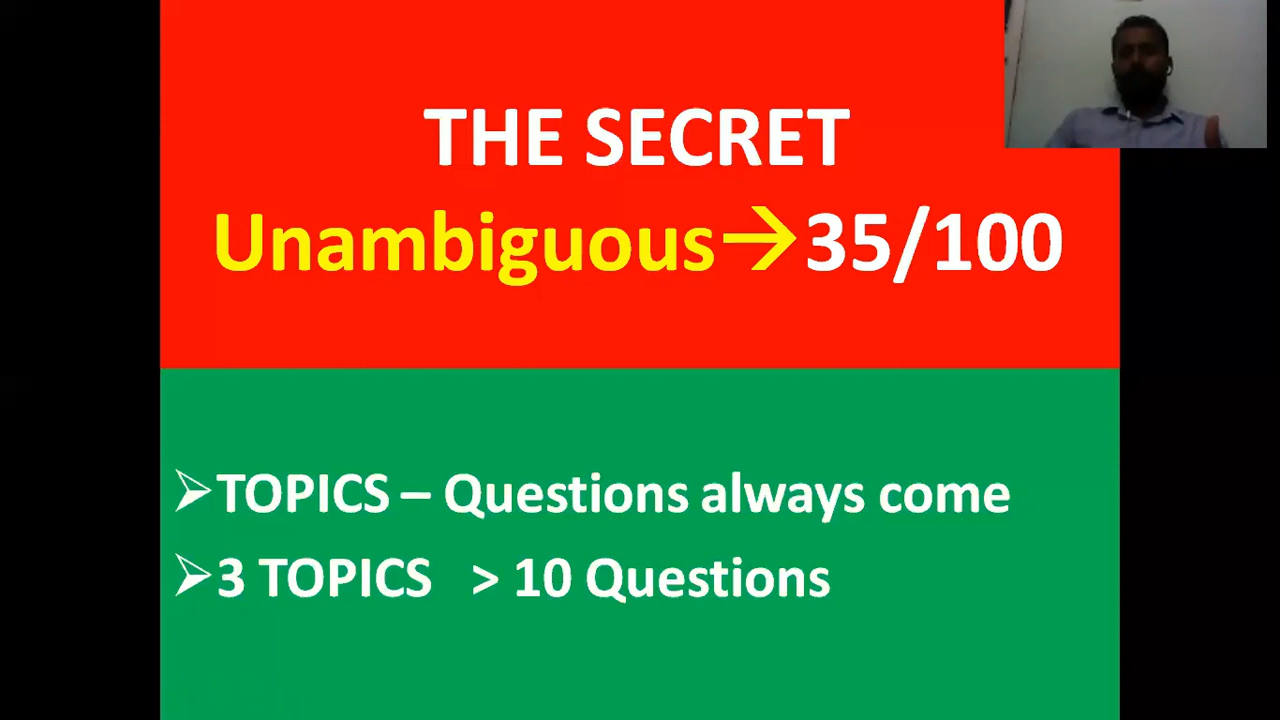 THE SECRET
Unambiguous→35/100
➢TOPICS – Questions always come
➢3 TOPICS > 10 Questions